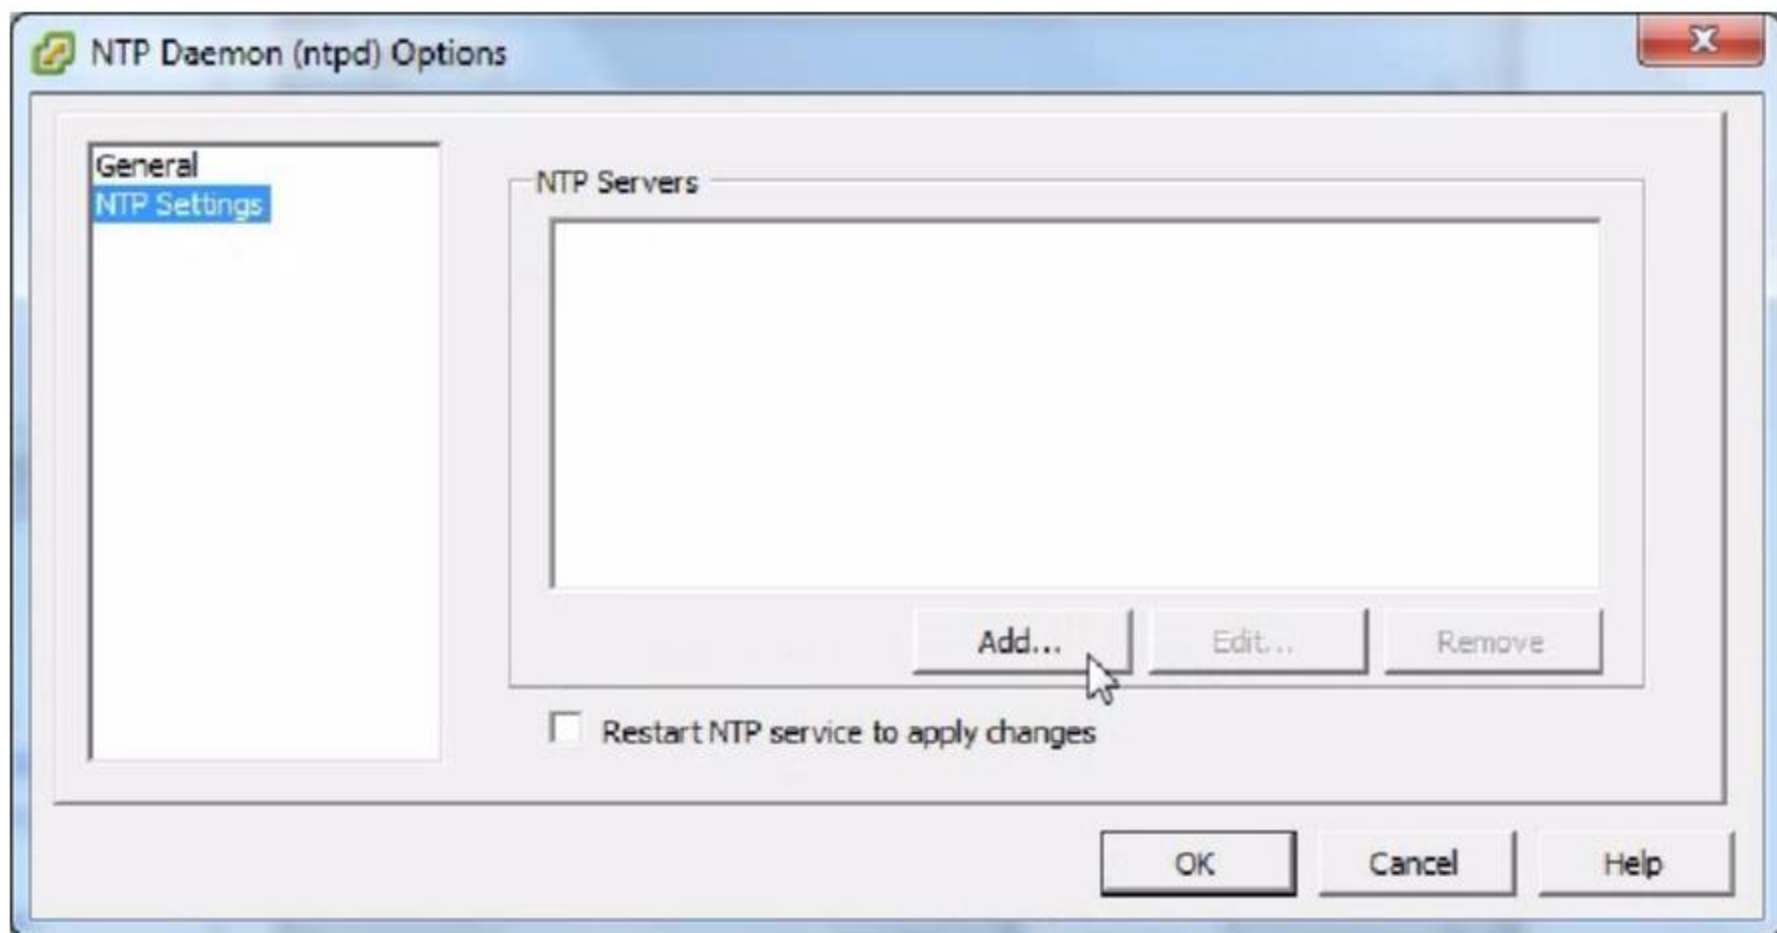 NTP Daemon (ntpd) Options
General
NTP Settings
NTP Servers
Add...
Edit...
Remove
Restart NTP service to apply changes
OK
Cancel
Help